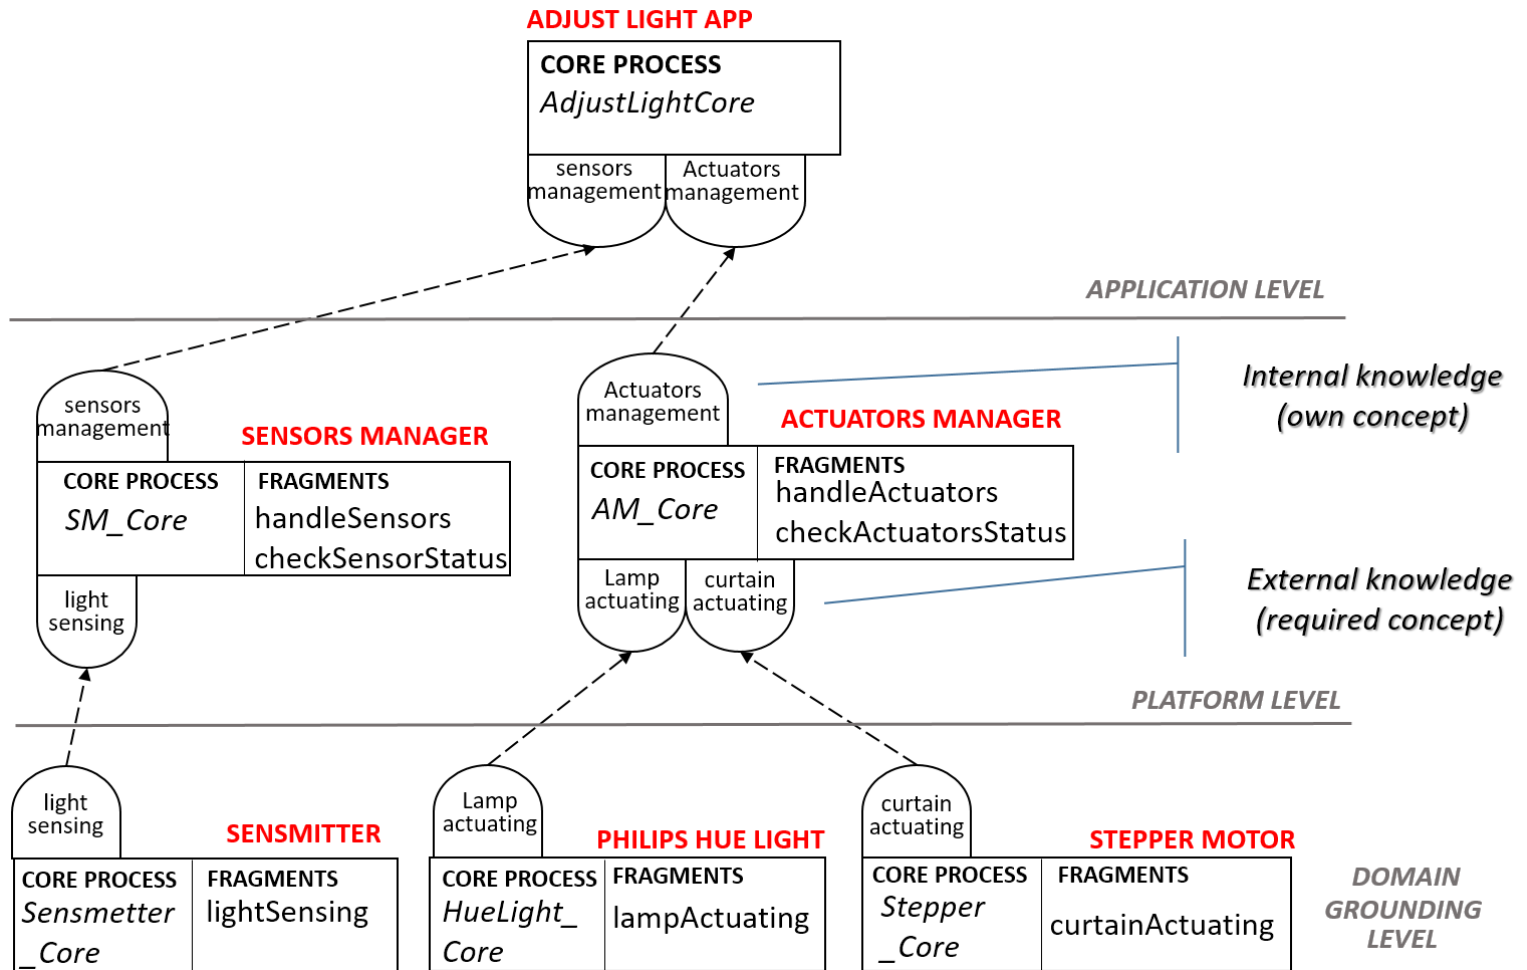 ADJUST LIGHT APP
CORE PROCESS
AdjustLightCore
sensors
management
Actuators
management
APPLICATION LEVEL
Internal knowledge
(own concept)
sensors
management
SENSORS MANAGER
CORE PROCESS
SM_Core
FRAGMENTS
handleSensors
checkSensorStatus
light
sensing
Actuators
management
ACTUATORS MANAGER
CORE PROCESS
AM_Core
FRAGMENTS
handleActuators
checkActuatorsStatus
Lamp
actuating
curtain
actuating
External knowledge
(required concept)
PLATFORM LEVEL
light
sensing
SENSMITTER
CORE PROCESS
Sensmetter
_Core
FRAGMENTS
lightSensing
Lamp
actuating
PHILIPS HUE LIGHT
CORE PROCESS
HueLight_
Core
FRAGMENTS
lampActuating
curtain
actuating
STEPPER MOTOR
CORE PROCESS
Stepper
_Core
FRAGMENTS
curtainActuating
DOMAIN
GROUNDING
LEVEL